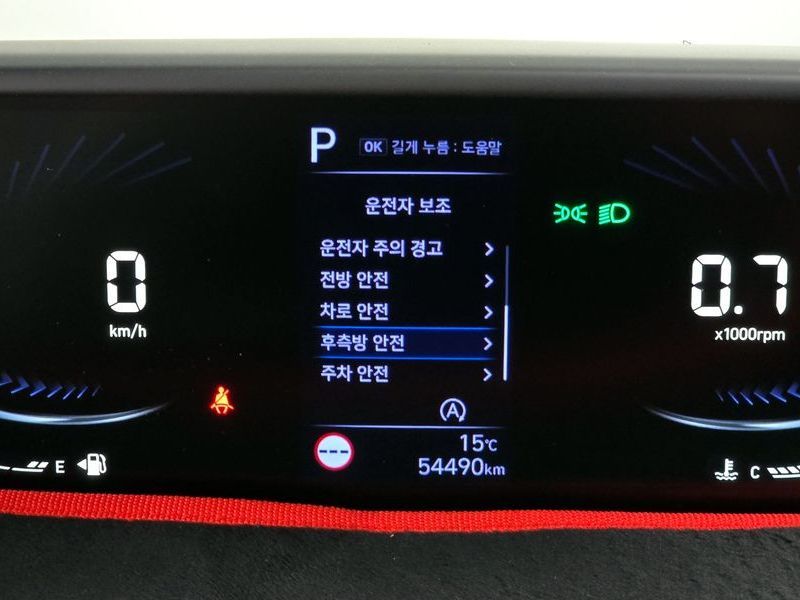 P OK 길게 누름 : 도움말
운전자 보조
운전자 주의 경고
전방 안전
차로 안전
후측방 안전
주차 안전
0
km/h
0.7
x1000rpm
A
---
15℃
54490km
E
C